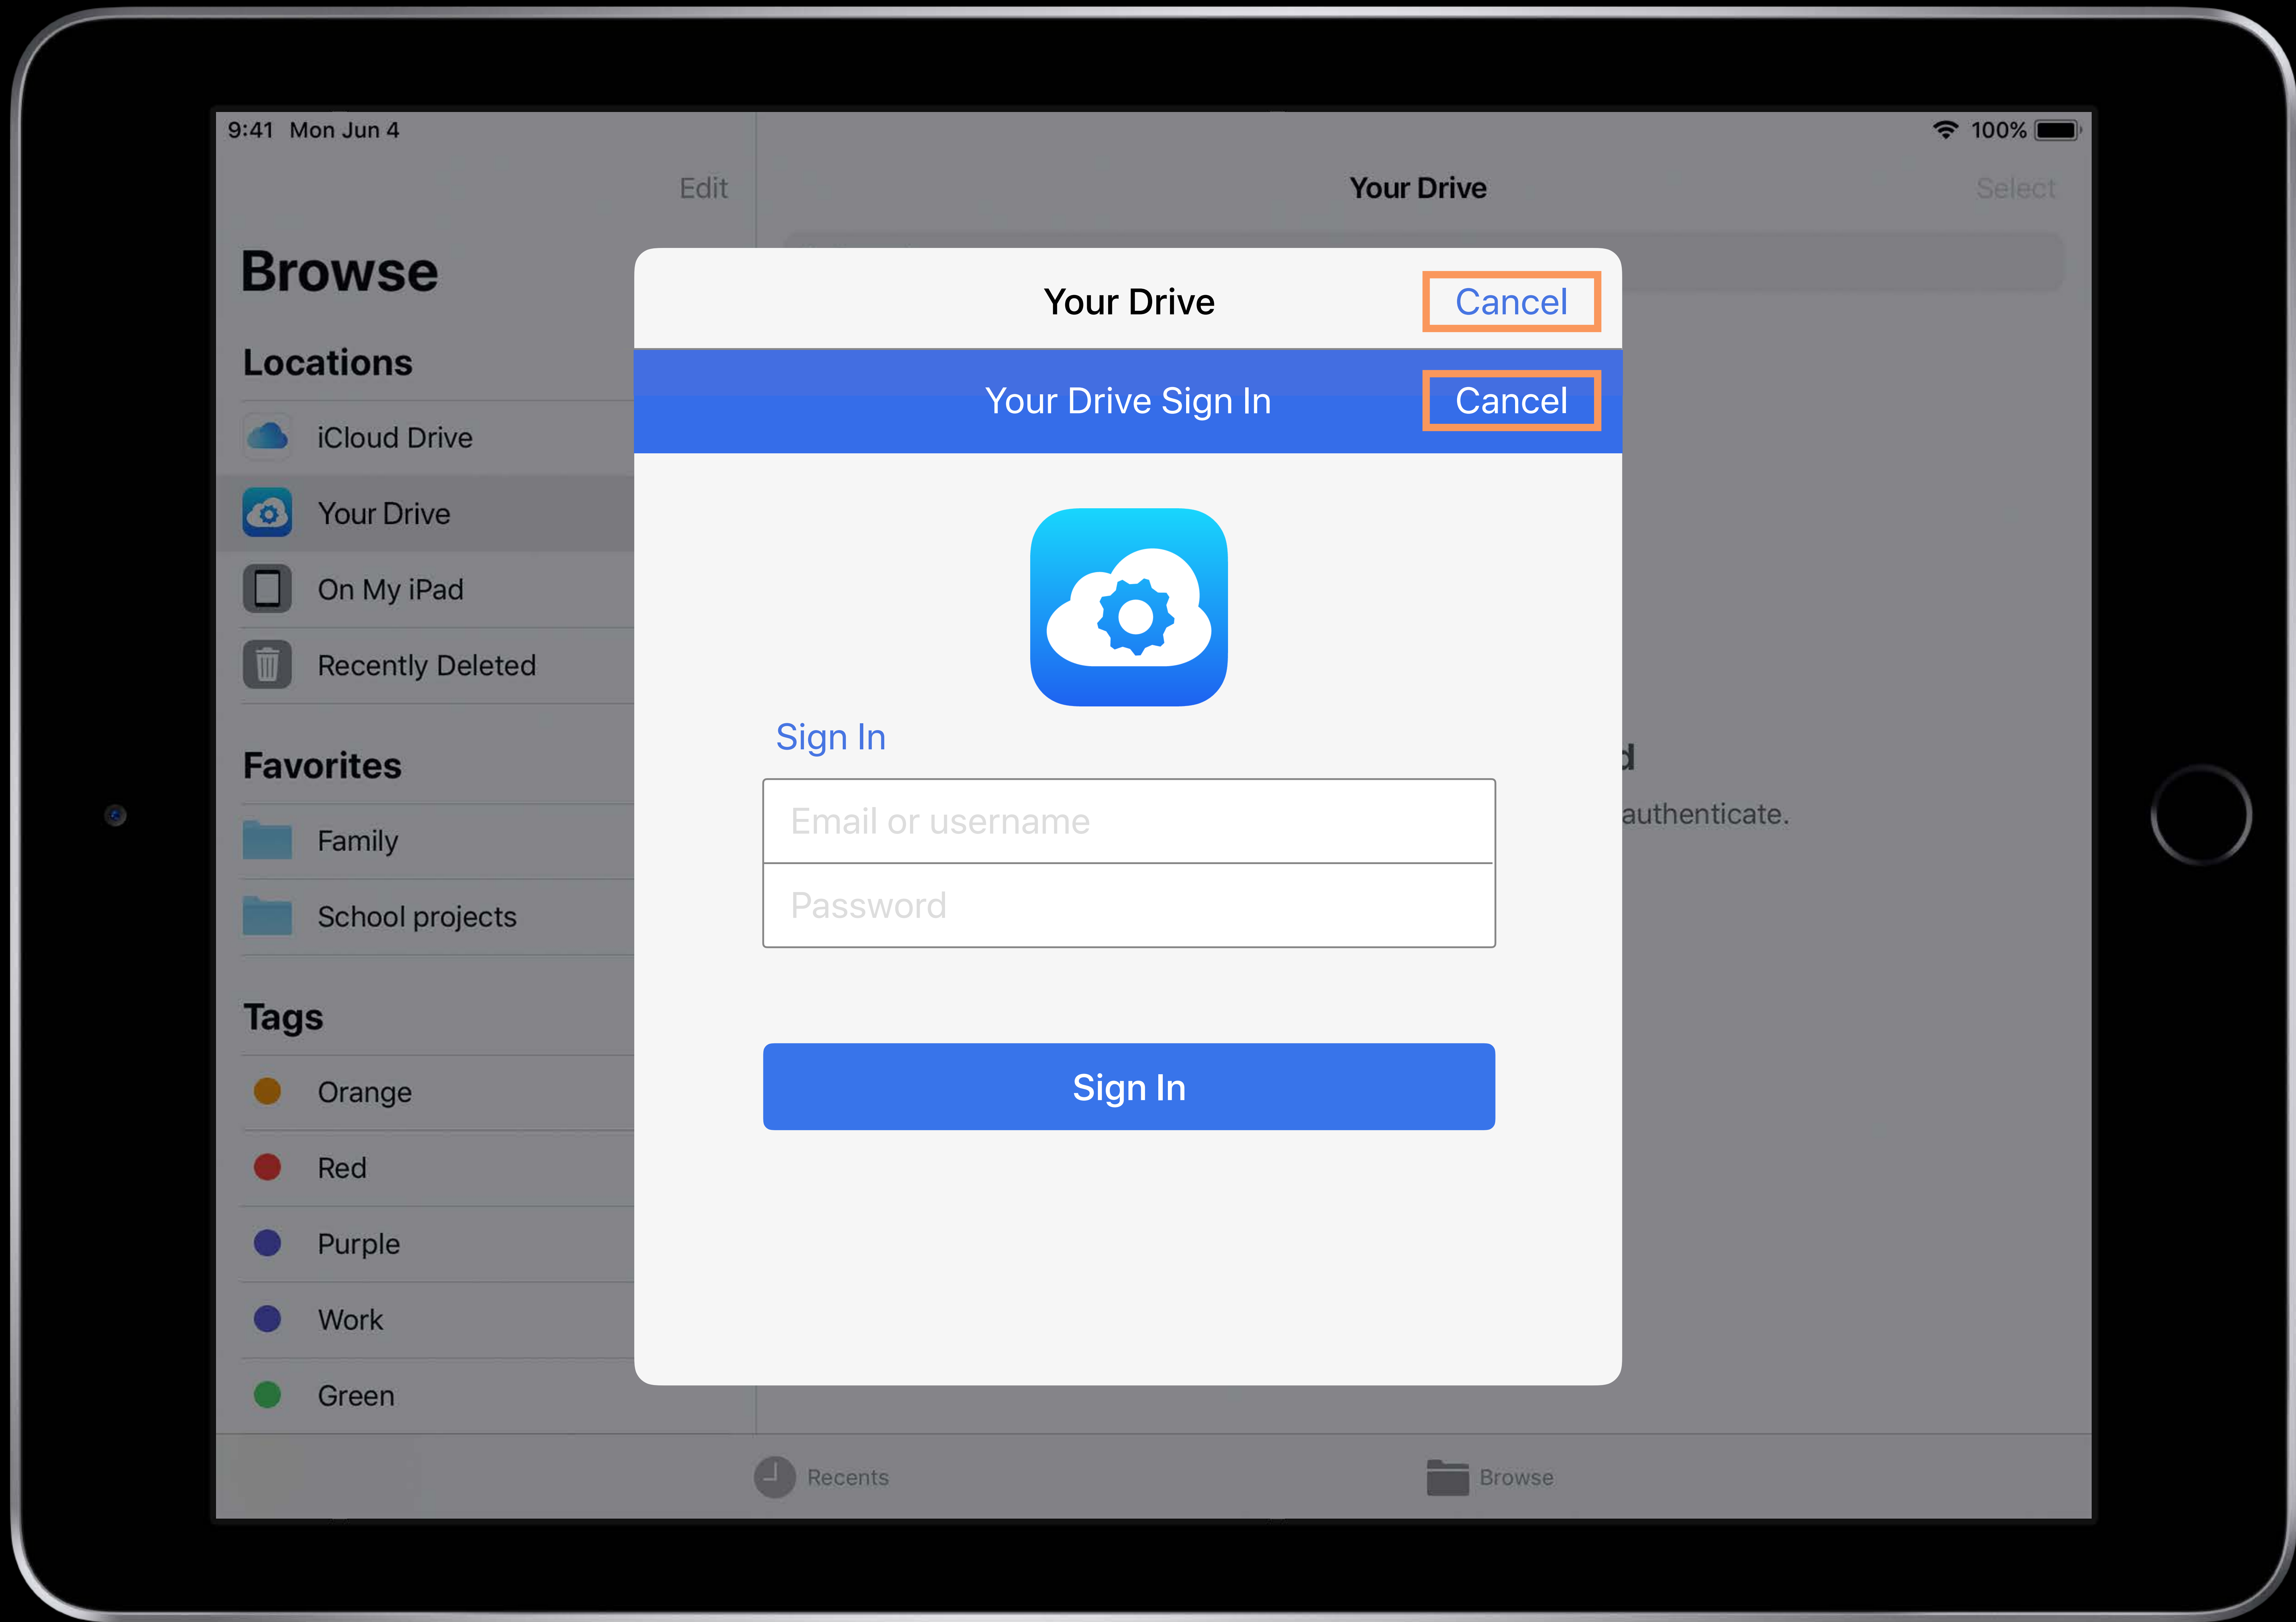 9:41 Mon Jun 4
100%
Edit
Your Drive
Select
Browse
Locations
iCloud Drive
Your Drive
On My iPad
Recently Deleted
Favorites
Family
School projects
Tags
Orange
Red
Purple
Work
Green
Your Drive
Cancel
Your Drive Sign In
Cancel
Sign In
Email or username
Password
Sign In
authenticate.
Recents
Browse